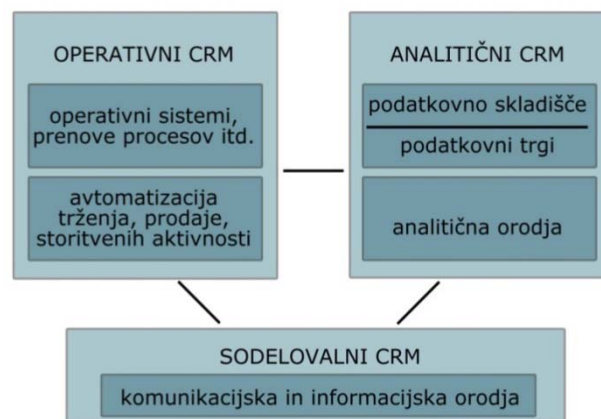 OPERATIVNI CRM
operativni sistemi,
prenove procesov itd.
avtomatizacija
trženja, prodaje,
storitvenih aktivnosti
ANALITIČNI CRM
podatkovno skladišče
podatkovni trgi
analitična orodja
SODELOVALNI CRM
komunikacijska in informacijska orodja